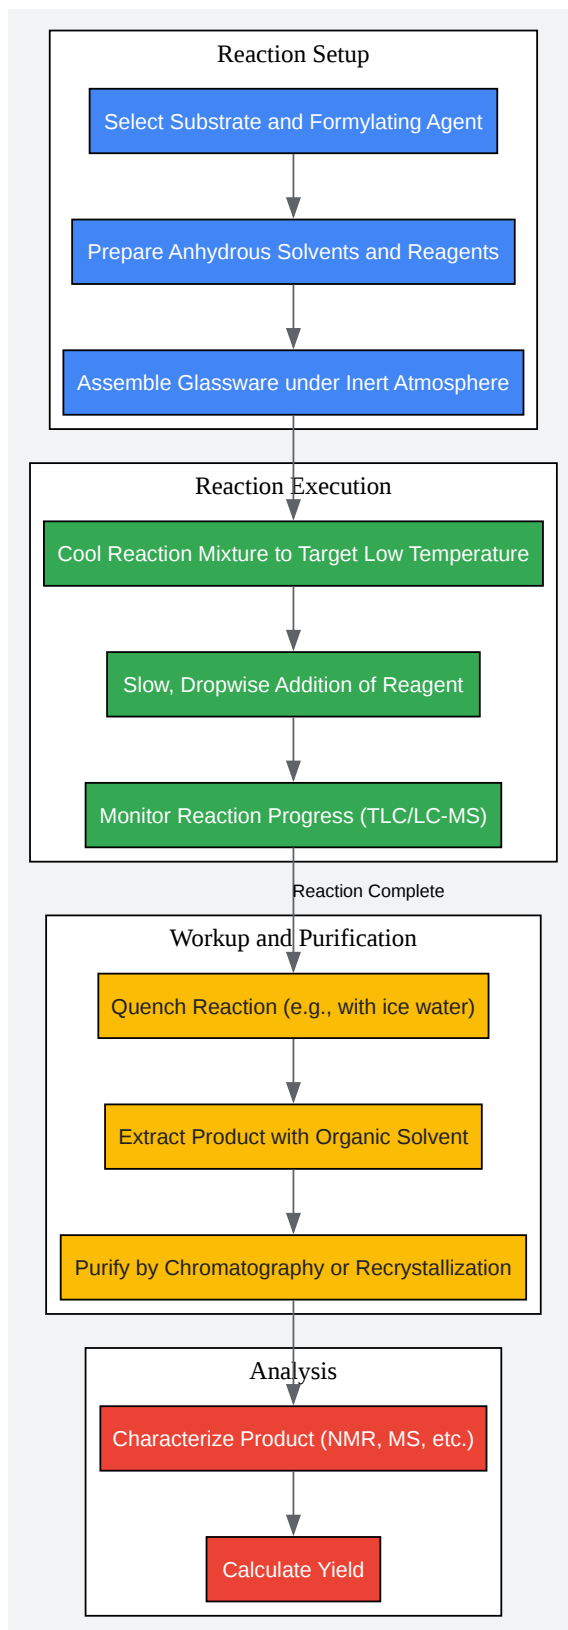 Reaction Setup
Select Substrate and Formylating Agent
Prepare Anhydrous Solvents and Reagents
Assemble Glassware under Inert Atmosphere
Reaction Execution
Cool Reaction Mixture to Target Low Temperature
Slow, Dropwise Addition of Reagent
Monitor Reaction Progress (TLC/LC-MS)
Reaction Complete
Workup and Purification
Quench Reaction (e.g., with ice water)
Extract Product with Organic Solvent
Purify by Chromatography or Recrystallization
Analysis
Characterize Product (NMR, MS, etc.)
Calculate Yield